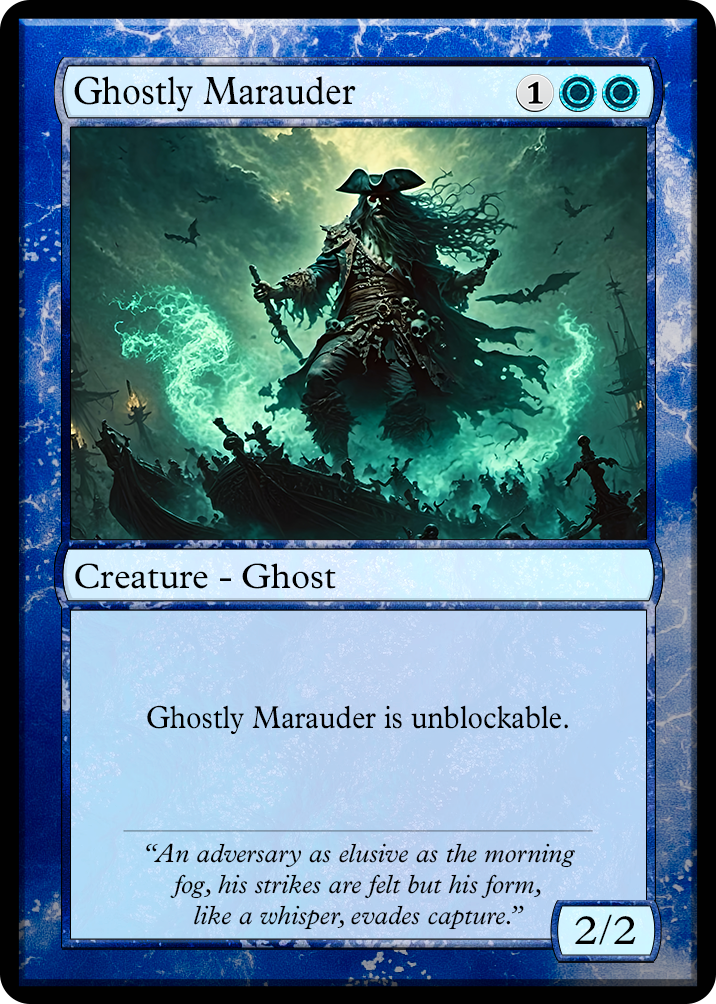 Ghostly Marauder 1
Creature - Ghost
Ghostly Marauder is unblockable.
“An adversary as elusive as the morning
fog, his strikes are felt but his form,
like a whisper, evades capture.”
2/2